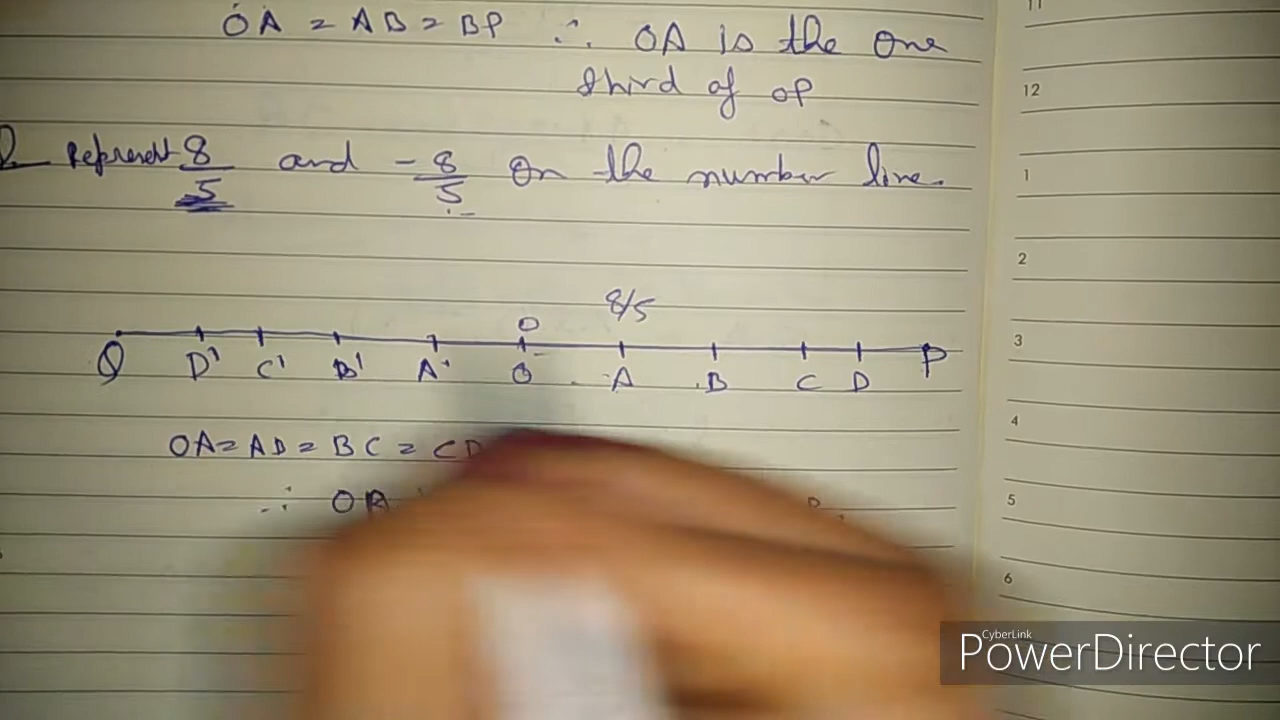 OA = AB = BP ∴ OA is the one
third of OP
Q Represent 8/5 and -8/5 on the number line.
8/5
0
Q D' C' B' A' O A B C D P
OA = AB = BC = CD
∴ OA
11
12
1
2
3
4
5
6
CyberLink
PowerDirector